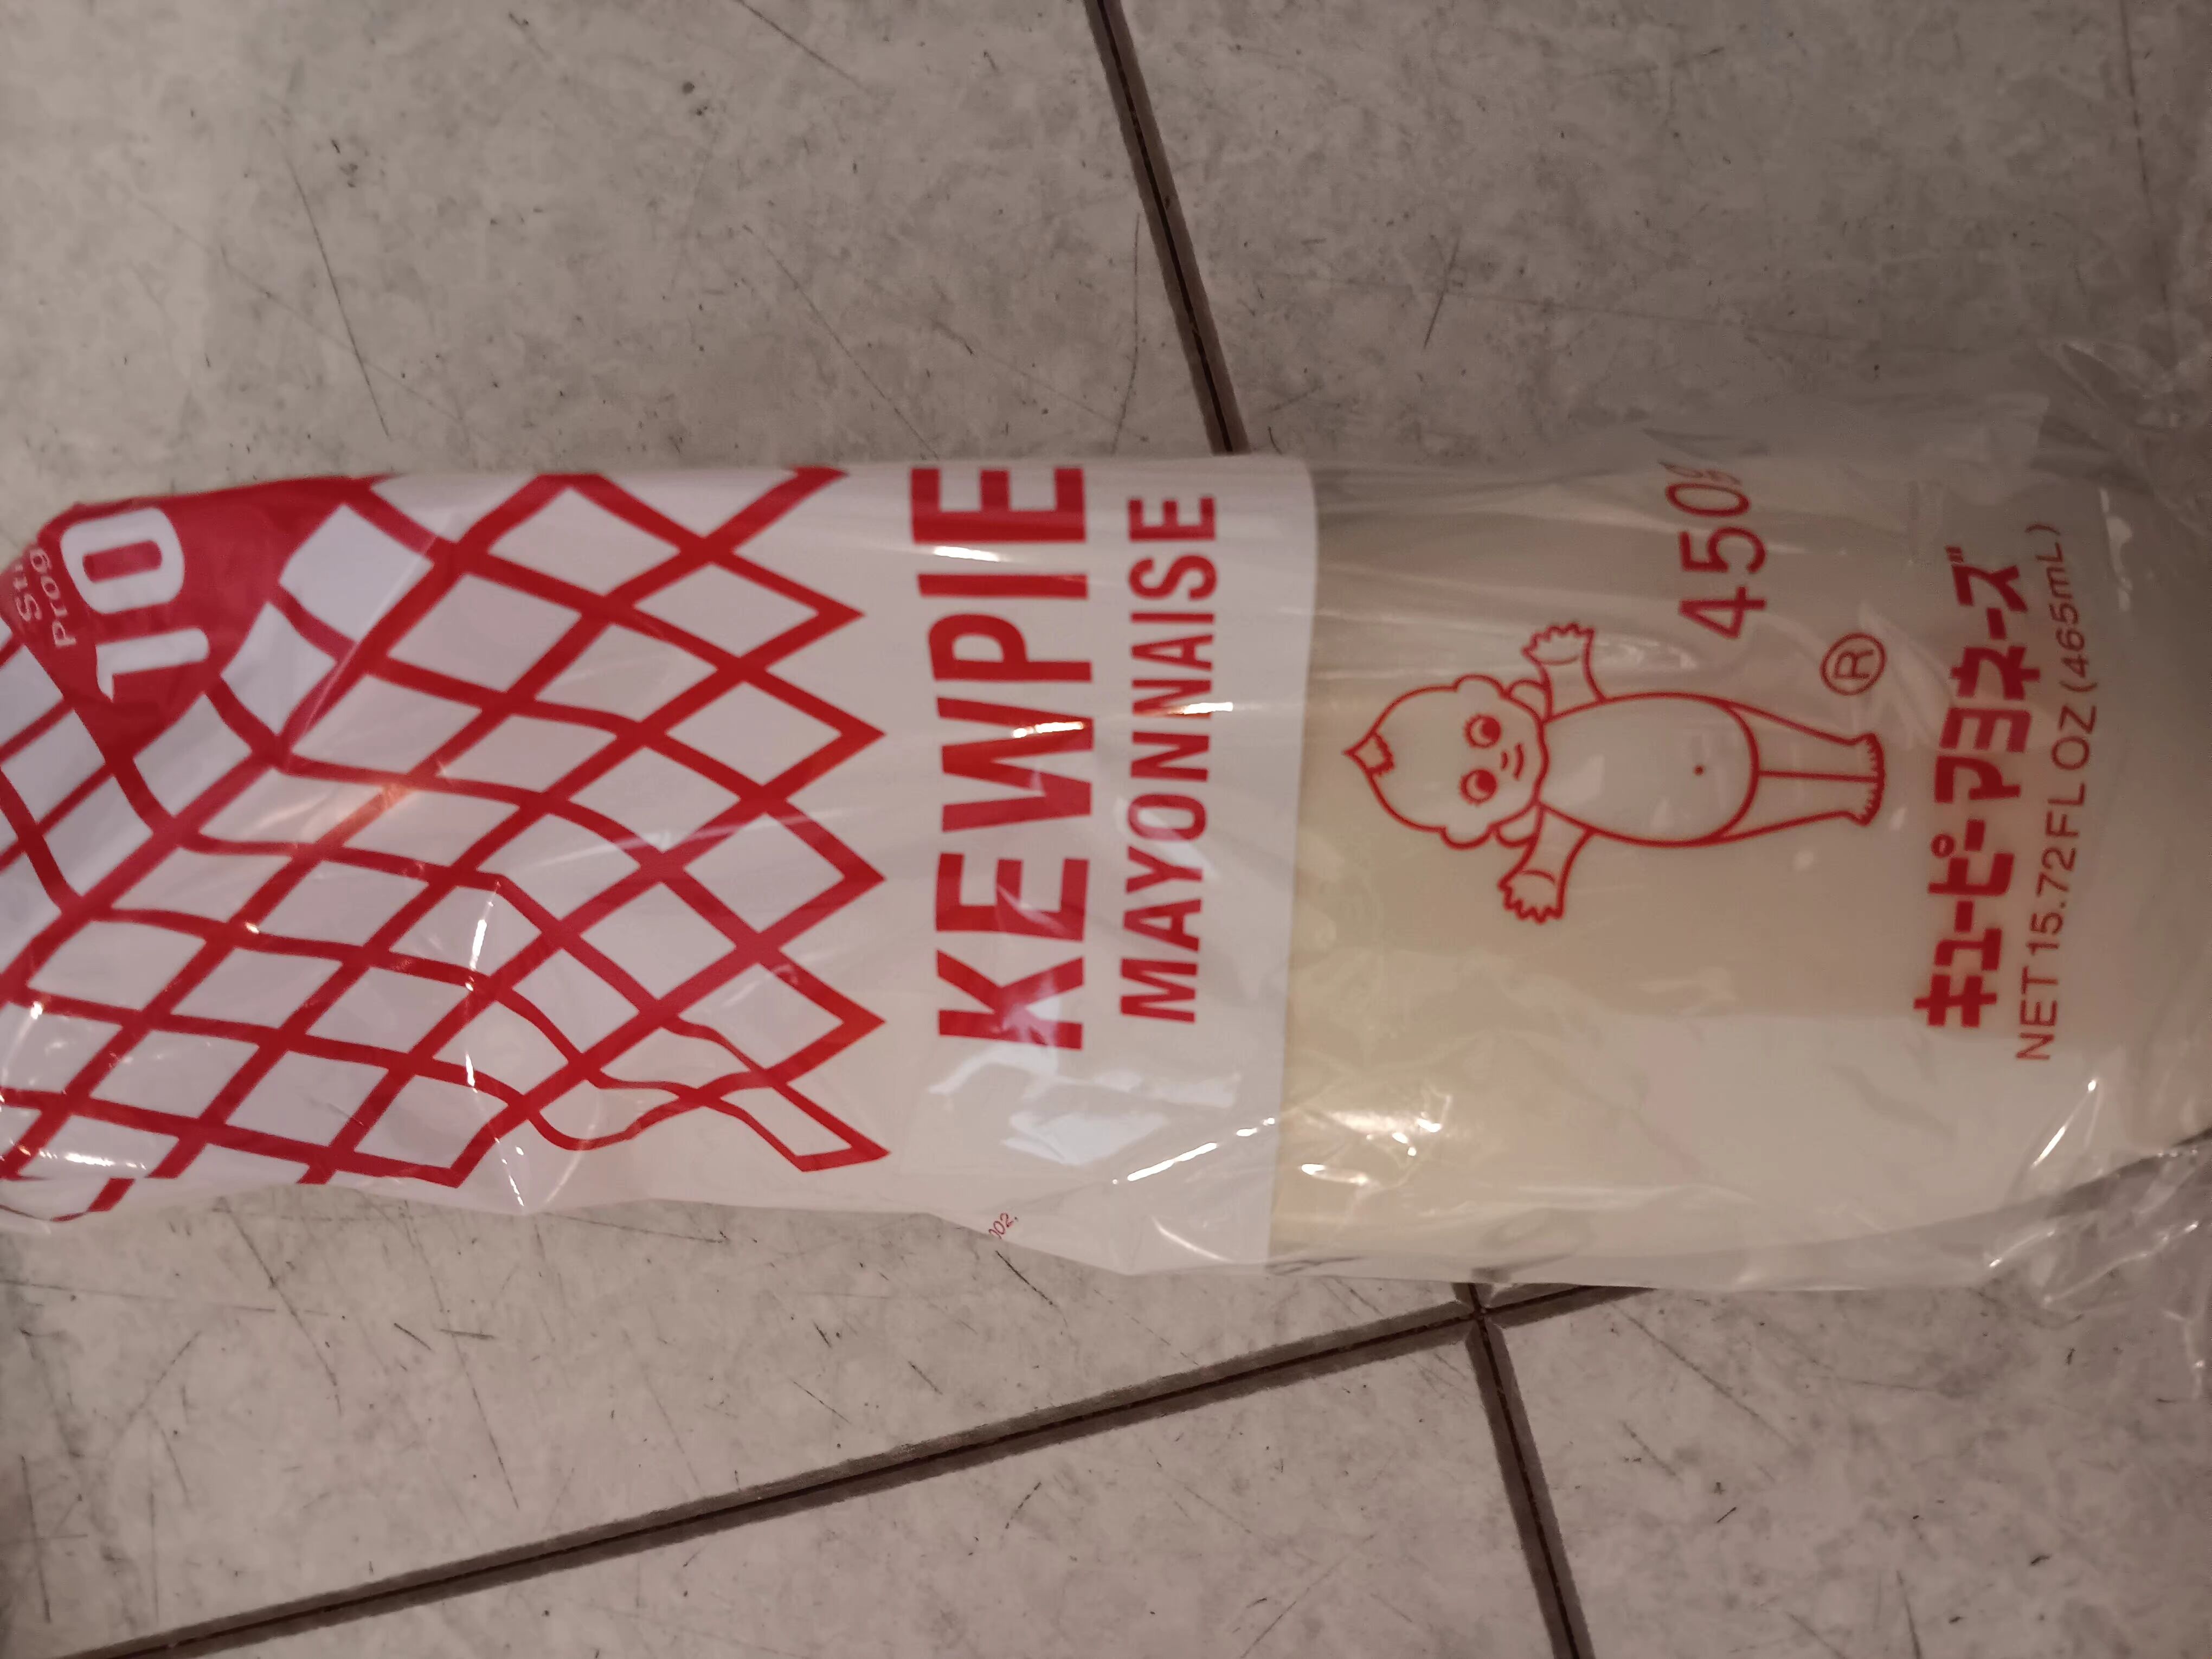 10
KEWPIE
MAYONNAISE
450g
®
キユーピーマヨネーズ
NET 15.72 FL OZ (465mL)